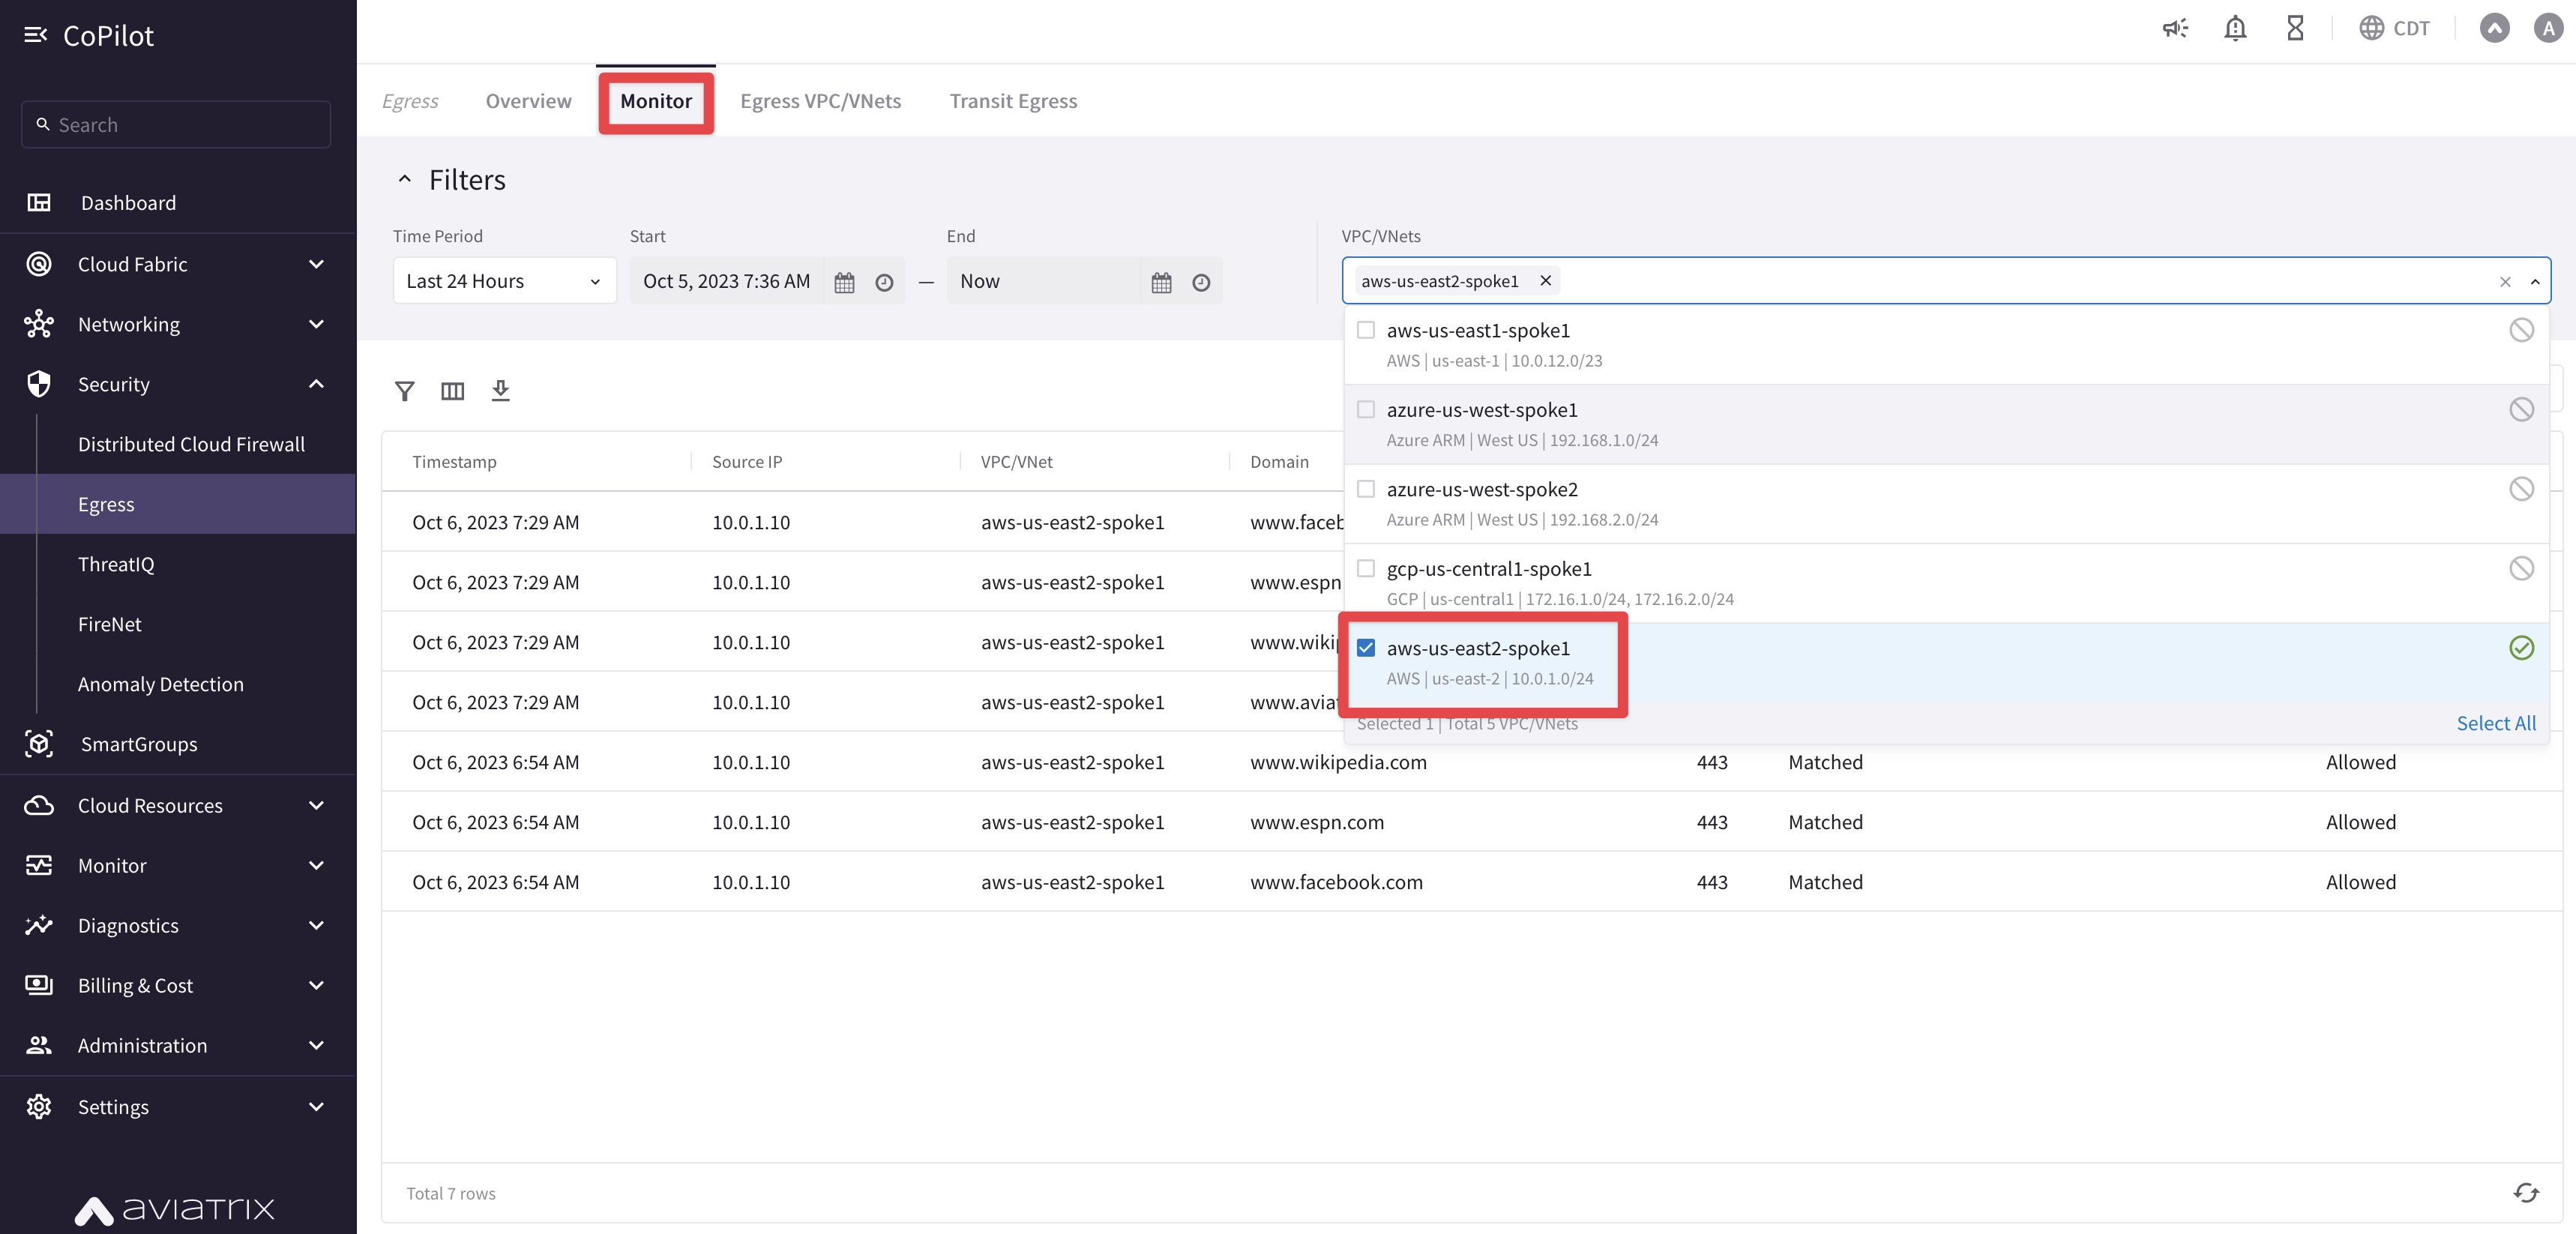 CoPilot
Search
Dashboard
Cloud Fabric
Networking
Security
Distributed Cloud Firewall
Egress
ThreatIQ
FireNet
Anomaly Detection
SmartGroups
Cloud Resources
Monitor
Diagnostics
Billing & Cost
Administration
Settings
aviatrix
CDT
A
Egress Overview Monitor Egress VPC/VNets Transit Egress
Filters
Time Period Start End VPC/VNets
Last 24 Hours Oct 5, 2023 7:36 AM — Now aws-us-east2-spoke1
aws-us-east1-spoke1
AWS | us-east-1 | 10.0.12.0/23
azure-us-west-spoke1
Azure ARM | West US | 192.168.1.0/24
azure-us-west-spoke2
Azure ARM | West US | 192.168.2.0/24
gcp-us-central1-spoke1
GCP | us-central1 | 172.16.1.0/24, 172.16.2.0/24
aws-us-east2-spoke1
AWS | us-east-2 | 10.0.1.0/24
Selected 1 | Total 5 VPC/VNets Select All
Timestamp Source IP VPC/VNet Domain
Oct 6, 2023 7:29 AM 10.0.1.10 aws-us-east2-spoke1 www.faceb
Oct 6, 2023 7:29 AM 10.0.1.10 aws-us-east2-spoke1 www.espn
Oct 6, 2023 7:29 AM 10.0.1.10 aws-us-east2-spoke1 www.wikip
Oct 6, 2023 7:29 AM 10.0.1.10 aws-us-east2-spoke1 www.aviat
Oct 6, 2023 6:54 AM 10.0.1.10 aws-us-east2-spoke1 www.wikipedia.com 443 Matched Allowed
Oct 6, 2023 6:54 AM 10.0.1.10 aws-us-east2-spoke1 www.espn.com 443 Matched Allowed
Oct 6, 2023 6:54 AM 10.0.1.10 aws-us-east2-spoke1 www.facebook.com 443 Matched Allowed
Total 7 rows